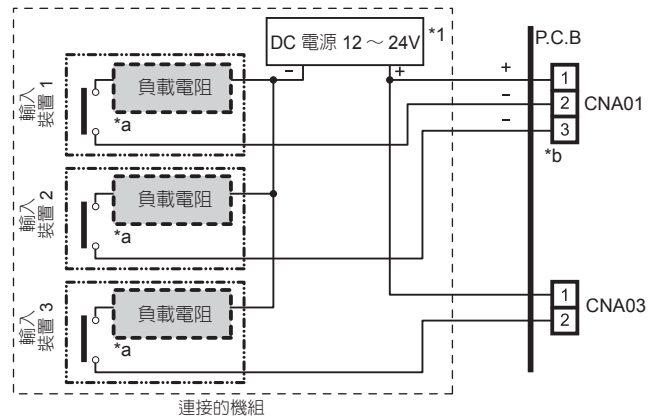 DC 電源 12 ～ 24V
*1
P.C.B
－
+
+
－
－
1
2
3
CNA01
*b
輸入
裝置 1
負載電阻
*a
輸入
裝置 2
負載電阻
*a
輸入
裝置 3
負載電阻
*a
1
2
CNA03
連接的機組